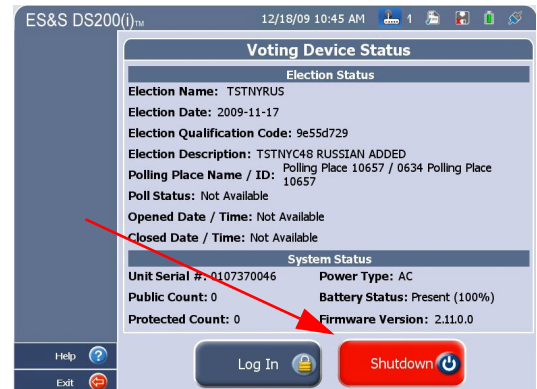 ES&S DS200(i)TM 12/18/09 10:45 AM 1
Voting Device Status
Election Status
Election Name: TSTNYRUS
Election Date: 2009-11-17
Election Qualification Code: 9e55d729
Election Description: TSTNYC48 RUSSIAN ADDED
Polling Place Name / ID: Polling Place 10657 / 0634 Polling Place
10657
Poll Status: Not Available
Opened Date / Time: Not Available
Closed Date / Time: Not Available
System Status
Unit Serial #: 0107370046 Power Type: AC
Public Count: 0 Battery Status: Present (100%)
Protected Count: 0 Firmware Version: 2.11.0.0
Help ?
Log In Shutdown
Exit